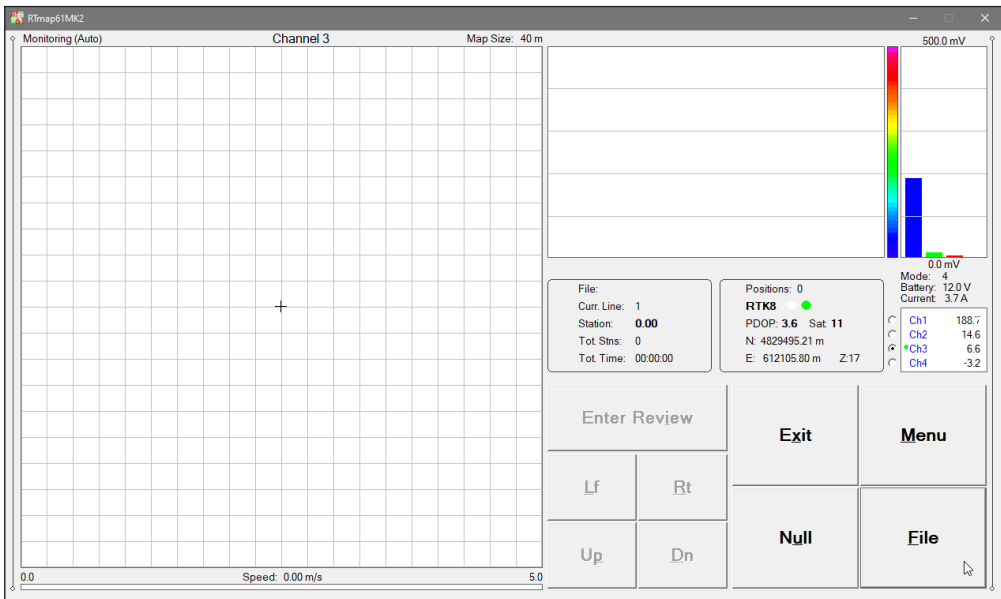 RTmap61MK2
Monitoring (Auto)
Channel 3
Map Size: 40 m
500.0 mV
0.0 mV
Mode: 4
Battery: 12.0 V
Current: 3.7 A
File:
Curr. Line: 1
Station: 0.00
Tot. Stns: 0
Tot. Time: 00:00:00
Positions: 0
RTK8
PDOP: 3.6 Sat: 11
N: 4829495.21 m
E: 612105.80 m Z:17
Ch1 188.7
Ch2 14.6
Ch3 6.6
Ch4 -3.2
Enter Review
Exit
Menu
Lf
Rt
Null
File
Up
Dn
0.0
Speed: 0.00 m/s
5.0